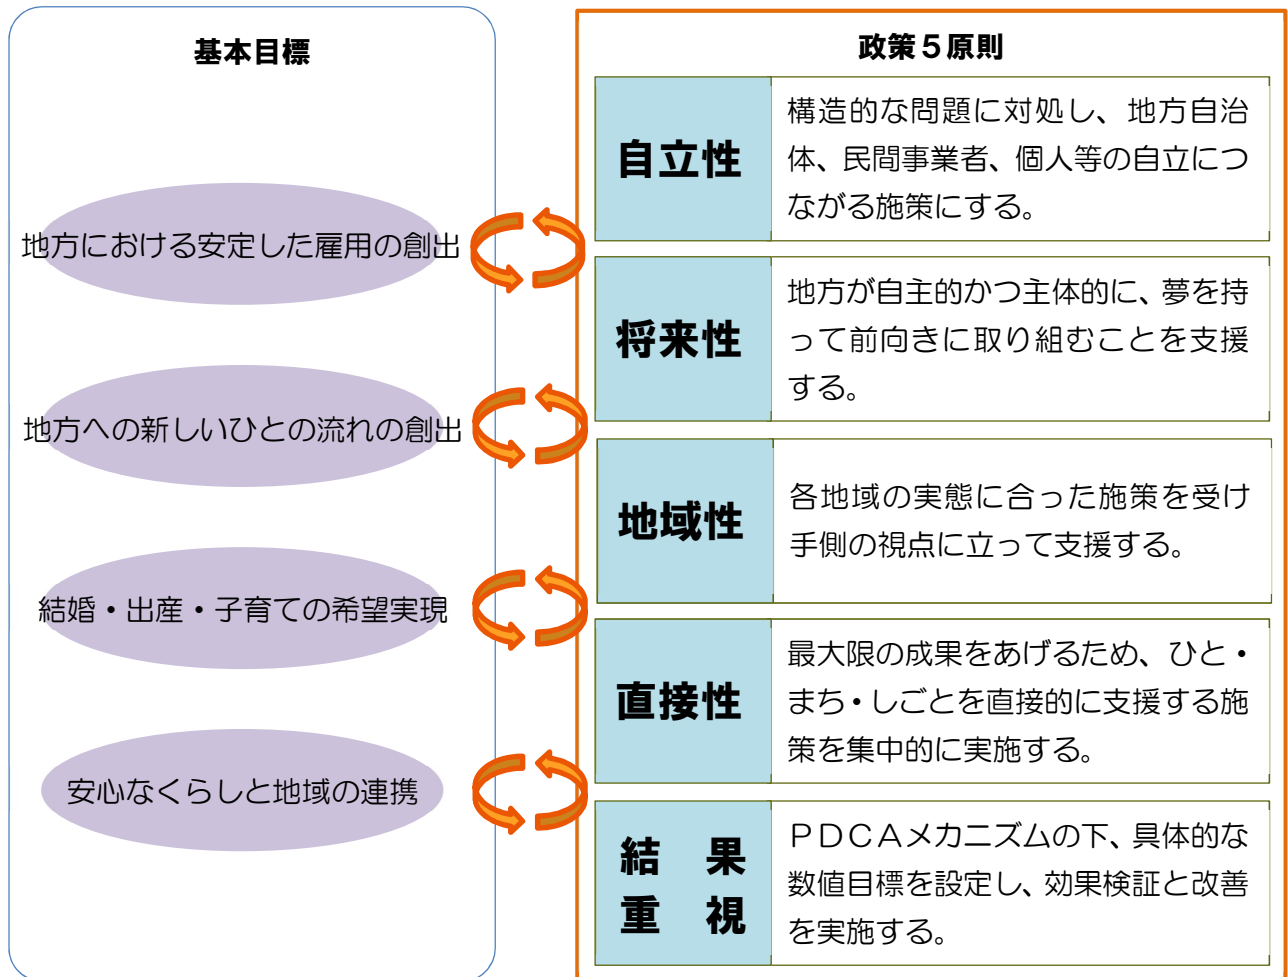 基本目標
地方における安定した雇用の創出
地方への新しいひとの流れの創出
結婚・出産・子育ての希望実現
安心なくらしと地域の連携
政策５原則
自立性
構造的な問題に対処し、地方自治
体、民間事業者、個人等の自立につ
ながる施策にする。
将来性
地方が自主的かつ主体的に、夢を持
って前向きに取り組むことを支援
する。
地域性
各地域の実態に合った施策を受け
手側の視点に立って支援する。
直接性
最大限の成果をあげるため、ひと・
まち・しごとを直接的に支援する施
策を集中的に実施する。
結　果
重　視
ＰＤＣＡメカニズムの下、具体的な
数値目標を設定し、効果検証と改善
を実施する。